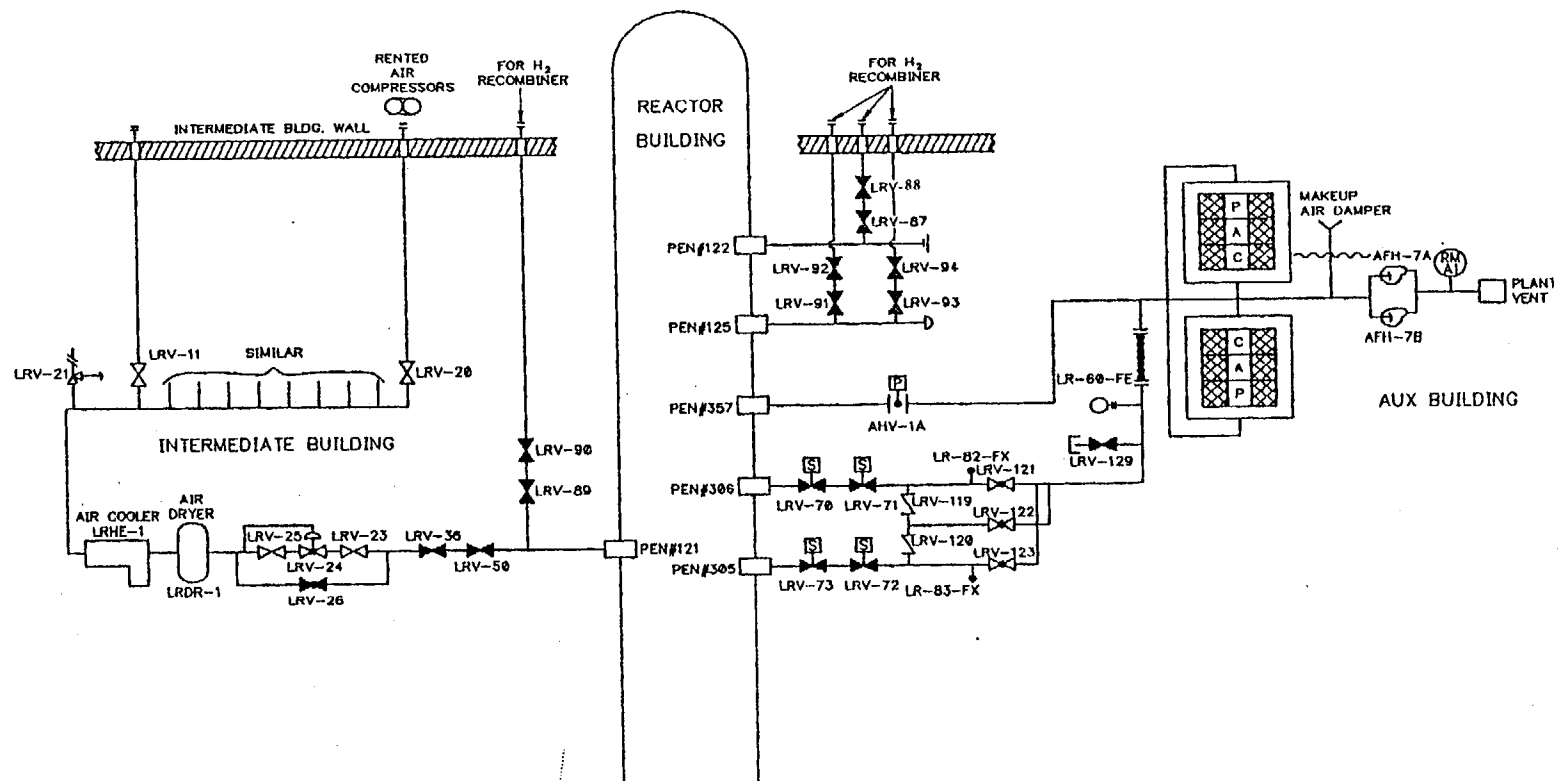 RENTED
AIR
COMPRESSORS
FOR H2
RECOMBINER
INTERMEDIATE BLDG. WALL
REACTOR
BUILDING
FOR H2
RECOMBINER
LRV-88
LRV-87
PEN#122
LRV-92
LRV-94
LRV-91
LRV-93
PEN#125
P
A
C
MAKEUP
AIR DAMPER
AFH-7A
RM
A1
PLANT
VENT
AFH-7B
C
A
P
AUX BUILDING
LRV-11
SIMILAR
LRV-21
LRV-20
INTERMEDIATE BUILDING
P
PEN#357
AHV-1A
LR-60-FE
LRV-129
LRV-90
LRV-89
S
S
LR-82-FX
LRV-121
PEN#306
LRV-70
LRV-71
LRV-119
LRV-122
LRV-120
LRV-123
S
S
PEN#305
LRV-73
LRV-72
LR-83-FX
AIR COOLER
LRHE-1
AIR
DRYER
LRDR-1
LRV-25
LRV-23
LRV-24
LRV-26
LRV-36
LRV-50
PEN#121